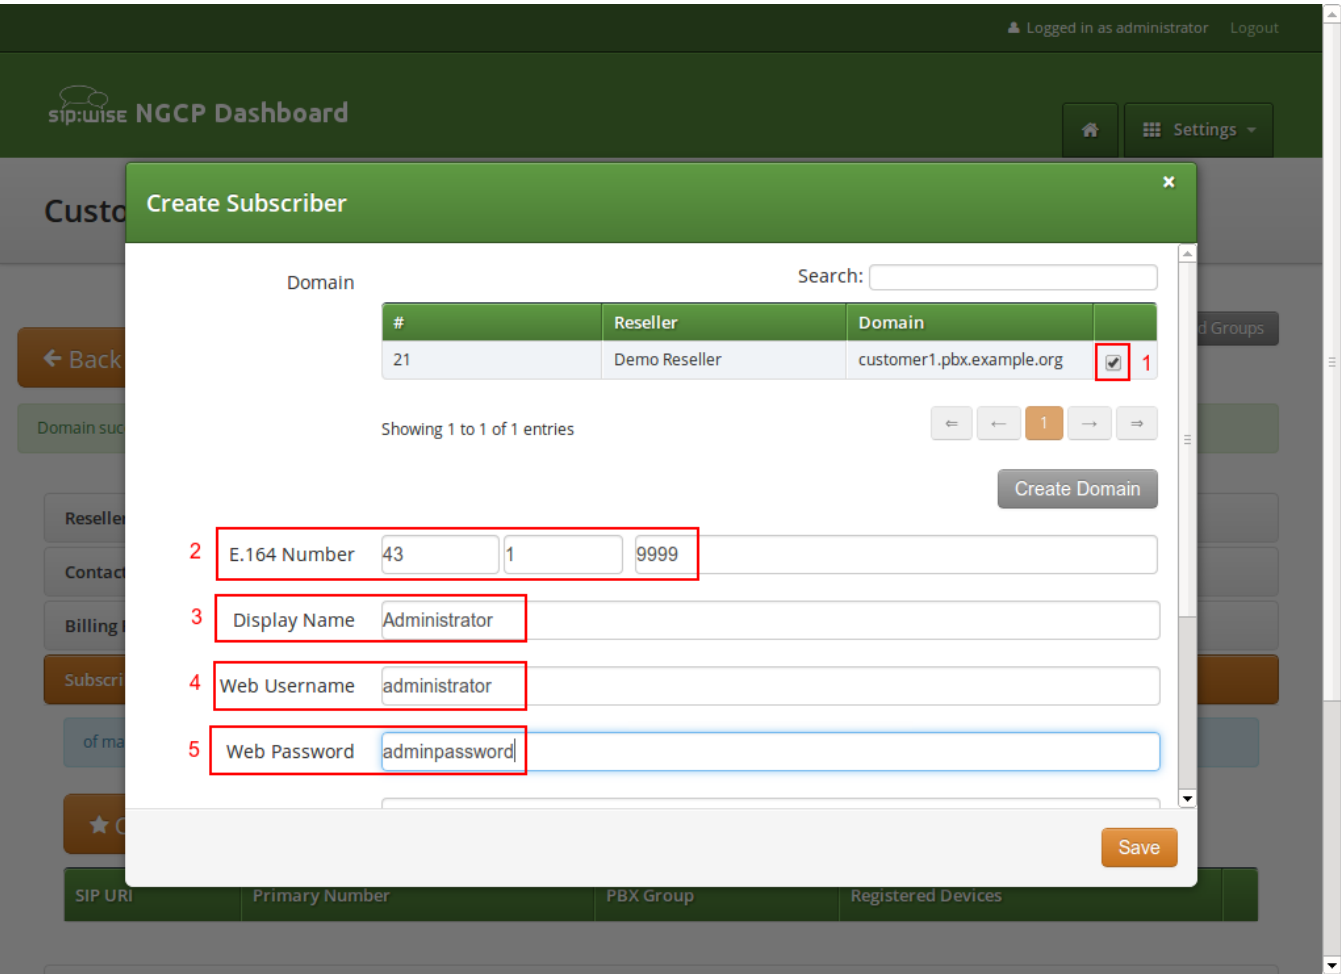 Logged in as administrator Logout
sip:wise NGCP Dashboard
Settings
Custo
Create Subscriber ×
Domain Search:
# Reseller Domain
21 Demo Reseller customer1.pbx.example.org 1
d Groups
Back
Domain suc
Showing 1 to 1 of 1 entries ⇐ ← 1 → ⇒
Create Domain
Reseller
2 E.164 Number 43 1 9999
Contact
3 Display Name Administrator
Billing
4 Web Username administrator
Subscri
5 Web Password adminpassword
of ma
Save
SIP URI Primary Number PBX Group Registered Devices